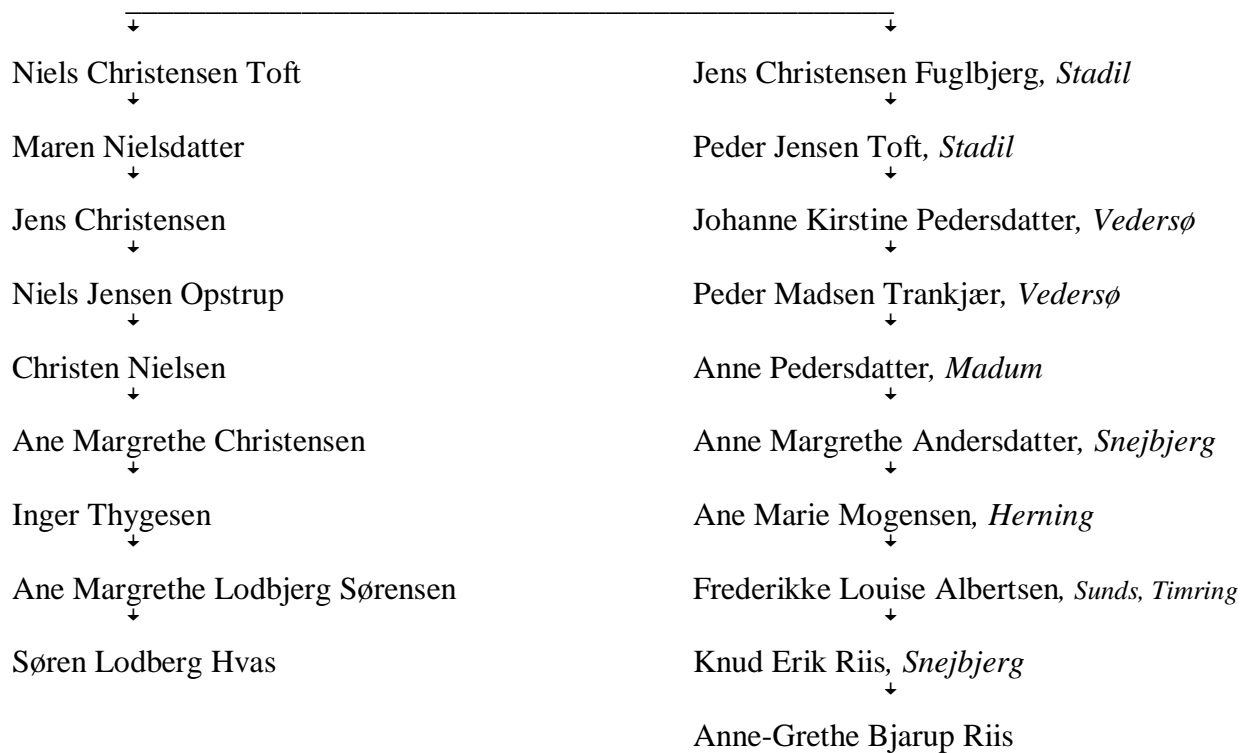 Niels Christensen Toft Jens Christensen Fuglbjerg, Stadil
Maren Nielsdatter Peder Jensen Toft, Stadil
Jens Christensen Johanne Kirstine Pedersdatter, Vedersø
Niels Jensen Opstrup Peder Madsen Trankjær, Vedersø
Christen Nielsen Anne Pedersdatter, Madum
Ane Margrethe Christensen Anne Margrethe Andersdatter, Snejbjerg
Inger Thygesen Ane Marie Mogensen, Herning
Ane Margrethe Lodbjerg Sørensen Frederikke Louise Albertsen, Sunds, Timring
Søren Lodberg Hvas Knud Erik Riis, Snejbjerg
Anne-Grethe Bjarup Riis